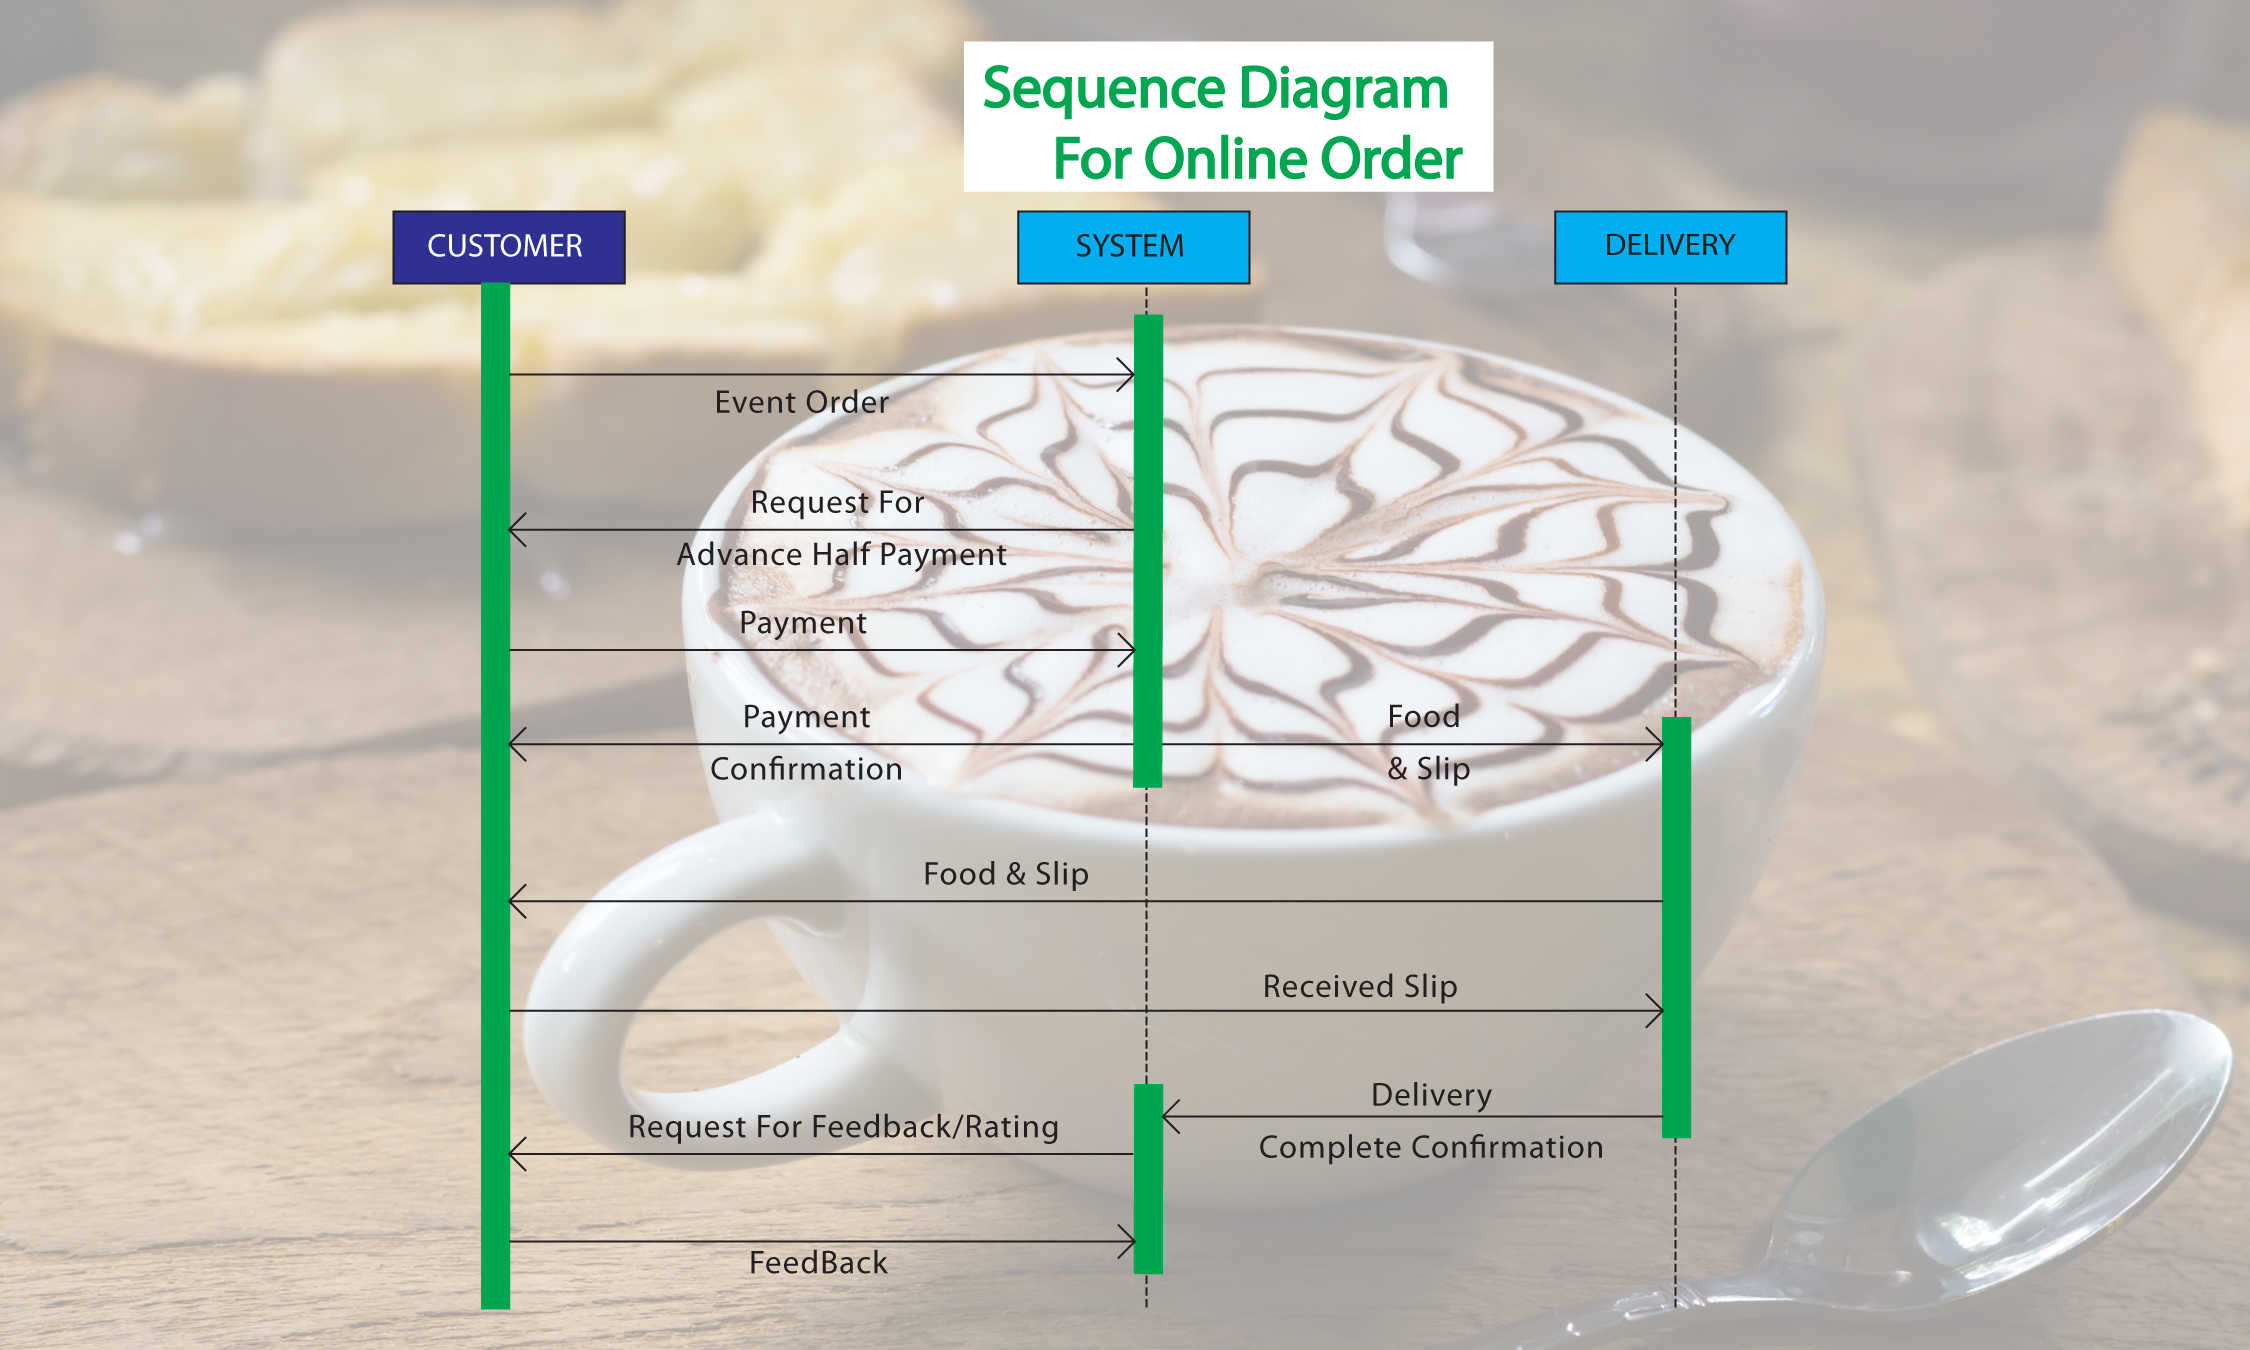 Sequence Diagram
For Online Order
CUSTOMER
SYSTEM
DELIVERY
Event Order
Request For
Advance Half Payment
Payment
Payment
Confirmation
Food
& Slip
Food & Slip
Received Slip
Delivery
Complete Confirmation
Request For Feedback/Rating
FeedBack